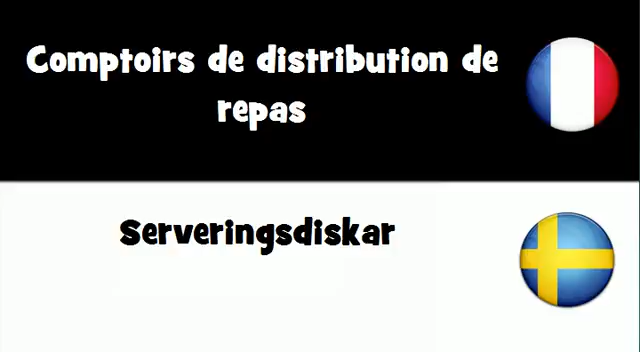 Comptoirs de distribution de
repas
Serveringsdiskar